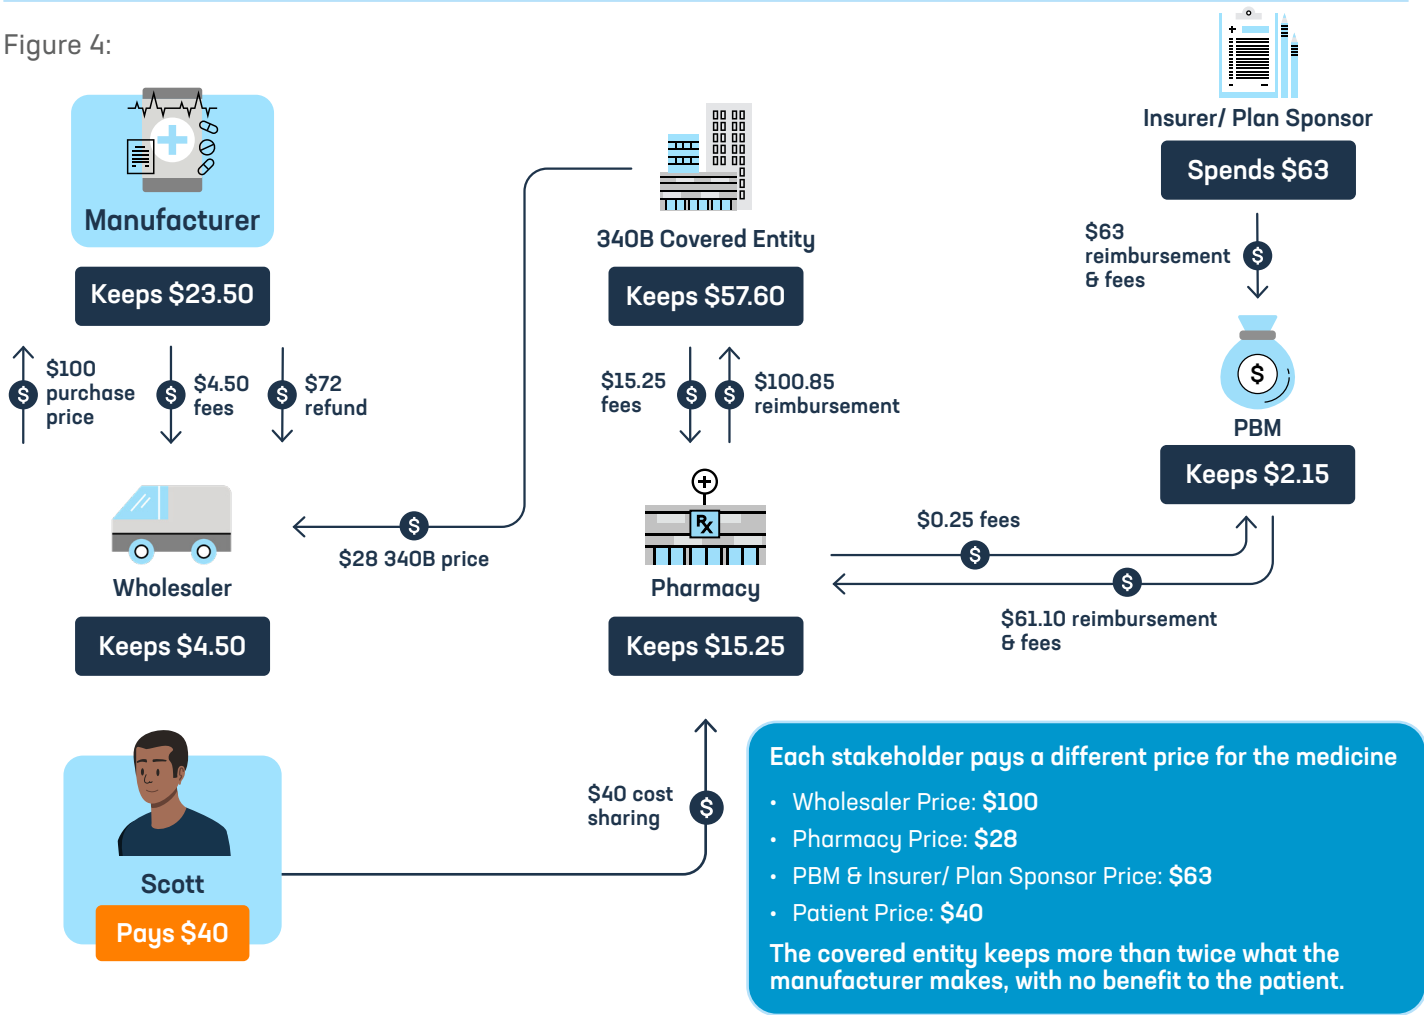 Figure 4:
Manufacturer
Keeps $23.50
$100
purchase
price
$4.50
fees
$72
refund
Wholesaler
Keeps $4.50
$28 340B price
340B Covered Entity
Keeps $57.60
$15.25
fees
$100.85
reimbursement
Rx
Pharmacy
Keeps $15.25
Insurer/ Plan Sponsor
Spends $63
$63
reimbursement
& fees
$
PBM
Keeps $2.15
$0.25 fees
$61.10 reimbursement
& fees
$40 cost
sharing
Scott
Pays $40
Each stakeholder pays a different price for the medicine
• Wholesaler Price: $100
• Pharmacy Price: $28
• PBM & Insurer/ Plan Sponsor Price: $63
• Patient Price: $40
The covered entity keeps more than twice what the
manufacturer makes, with no benefit to the patient.